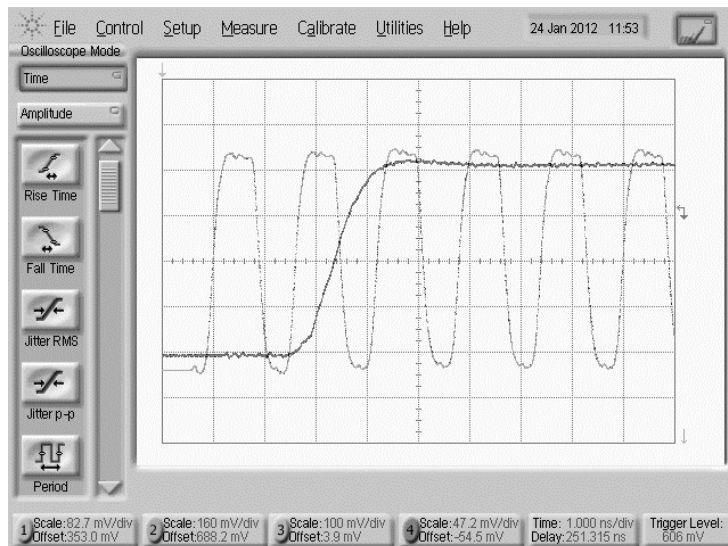 File Control Setup Measure Calibrate Utilities Help 24 Jan 2012 11:53
Oscilloscope Mode
Time
Amplitude
Rise Time
Fall Time
Jitter RMS
Jitter p-p
Period
1 Scale:82.7 mV/div
Offset:353.0 mV
2 Scale:160 mV/div
Offset:688.2 mV
3 Scale:100 mV/div
Offset:3.9 mV
4 Scale:47.2 mV/div
Offset:-54.5 mV
Time: 1.000 ns/div
Delay:251.315 ns
Trigger Level:
606 mV